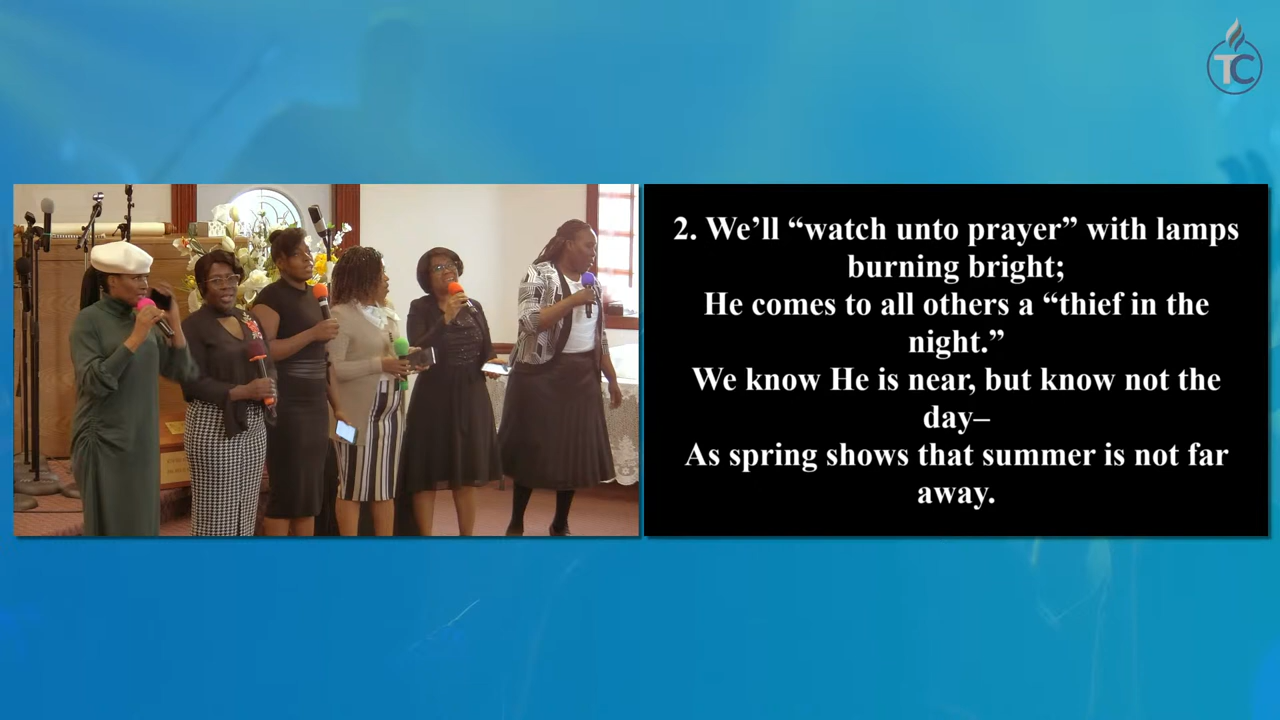 TC
2. We’ll “watch unto prayer” with lamps
burning bright;
He comes to all others a “thief in the
night.”
We know He is near, but know not the
day–
As spring shows that summer is not far
away.